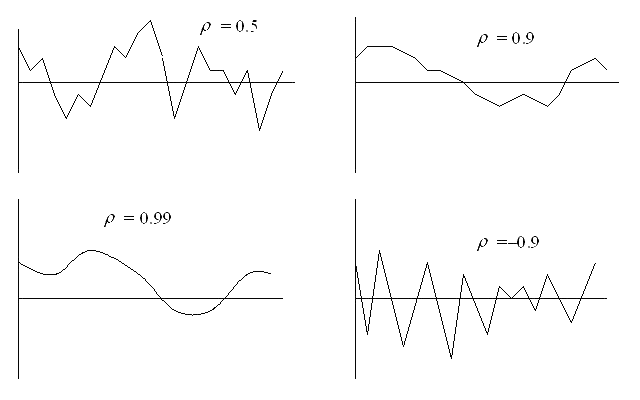 ρ = 0.5
ρ = 0.9
ρ = 0.99
ρ =–0.9